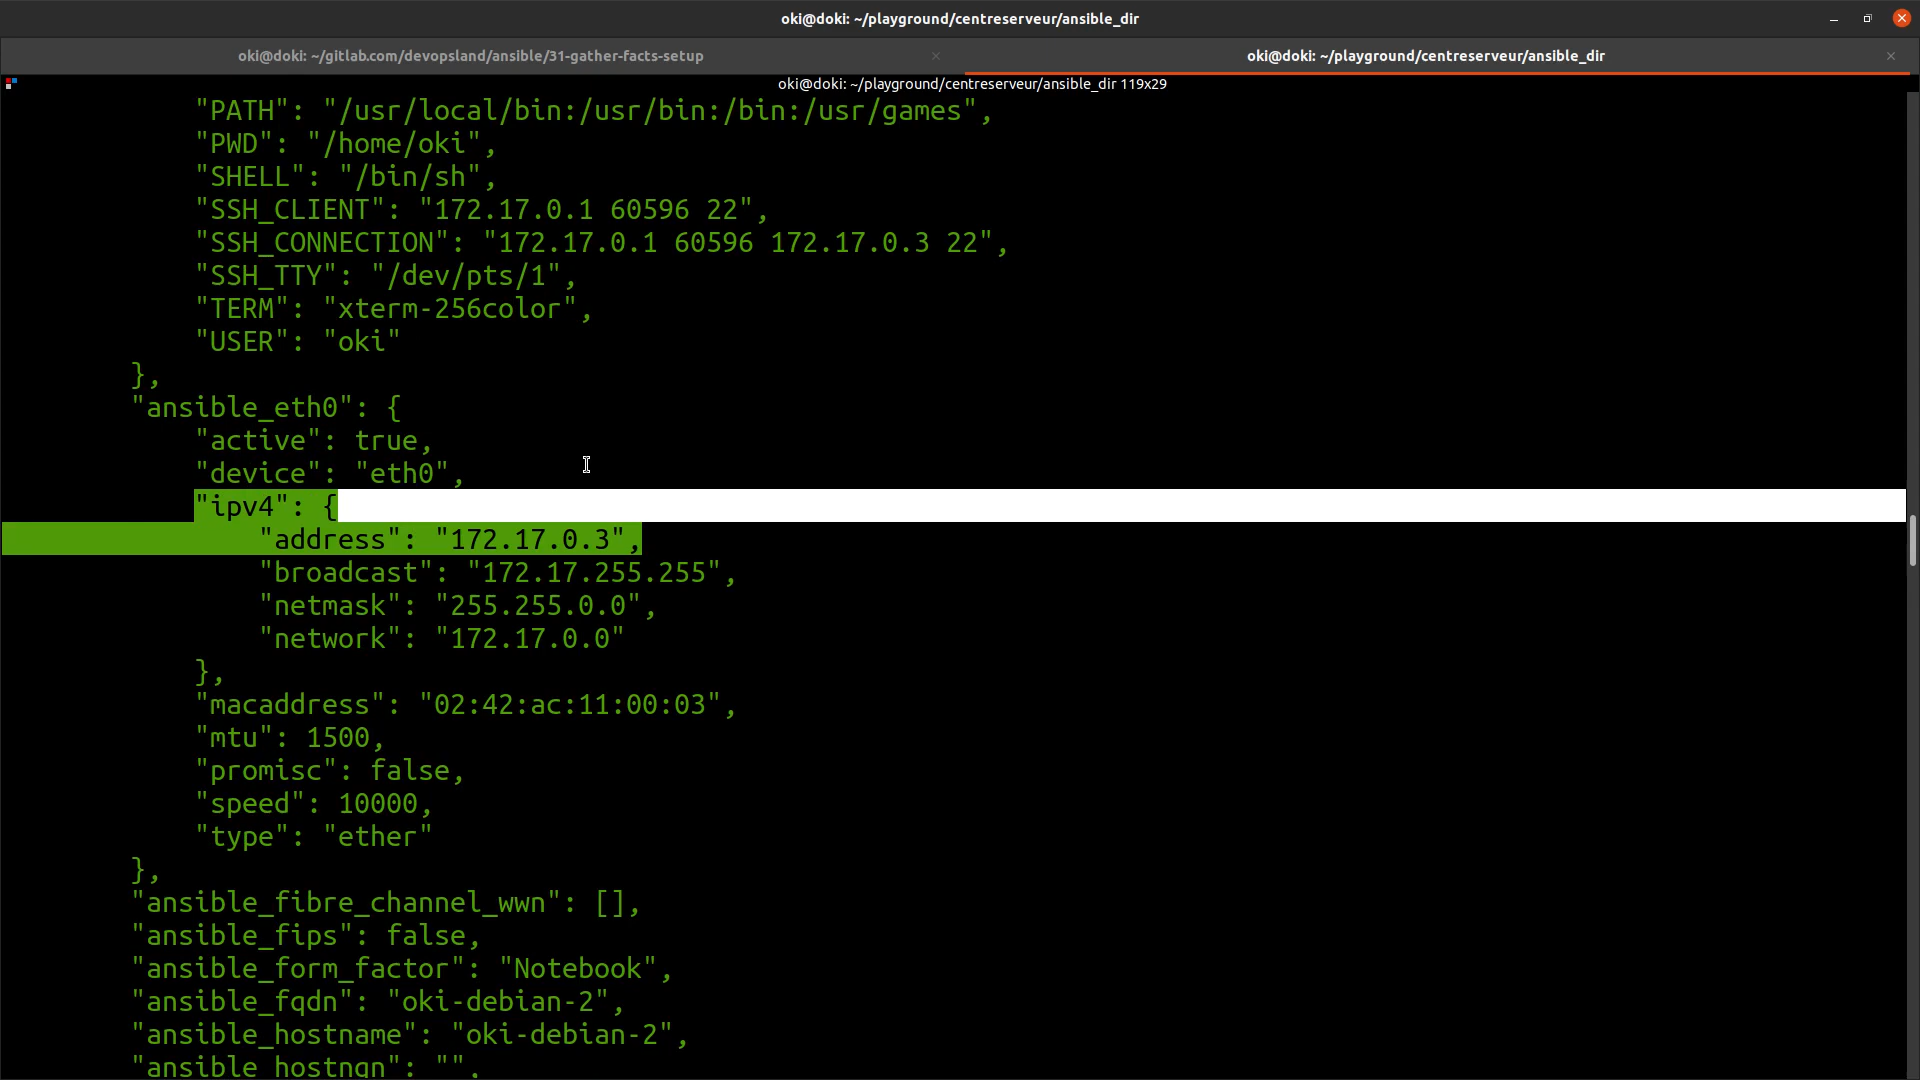 oki@doki: ~/playground/centreserveur/ansible_dir
oki@doki: ~/gitlab.com/devopsland/ansible/31-gather-facts-setup
oki@doki: ~/playground/centreserveur/ansible_dir
oki@doki: ~/playground/centreserveur/ansible_dir 119x29
"PATH": "/usr/local/bin:/usr/bin:/bin:/usr/games",
"PWD": "/home/oki",
"SHELL": "/bin/sh",
"SSH_CLIENT": "172.17.0.1 60596 22",
"SSH_CONNECTION": "172.17.0.1 60596 172.17.0.3 22",
"SSH_TTY": "/dev/pts/1",
"TERM": "xterm-256color",
"USER": "oki"
},
"ansible_eth0": {
"active": true,
"device": "eth0",
"ipv4": {
"address": "172.17.0.3",
"broadcast": "172.17.255.255",
"netmask": "255.255.0.0",
"network": "172.17.0.0"
},
"macaddress": "02:42:ac:11:00:03",
"mtu": 1500,
"promisc": false,
"speed": 10000,
"type": "ether"
},
"ansible_fibre_channel_wwn": [],
"ansible_fips": false,
"ansible_form_factor": "Notebook",
"ansible_fqdn": "oki-debian-2",
"ansible_hostname": "oki-debian-2",
"ansible_hostnqn": "",